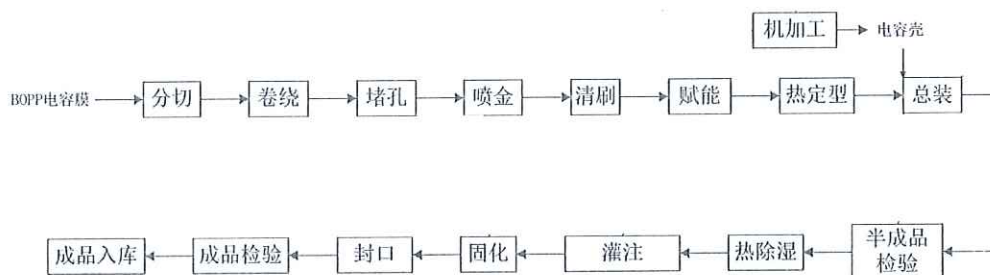 机加工
电容壳
BOPP电容膜
分切
卷绕
堵孔
喷金
清刷
赋能
热定型
总装
半成品
检验
热除湿
灌注
固化
封口
成品检验
成品入库